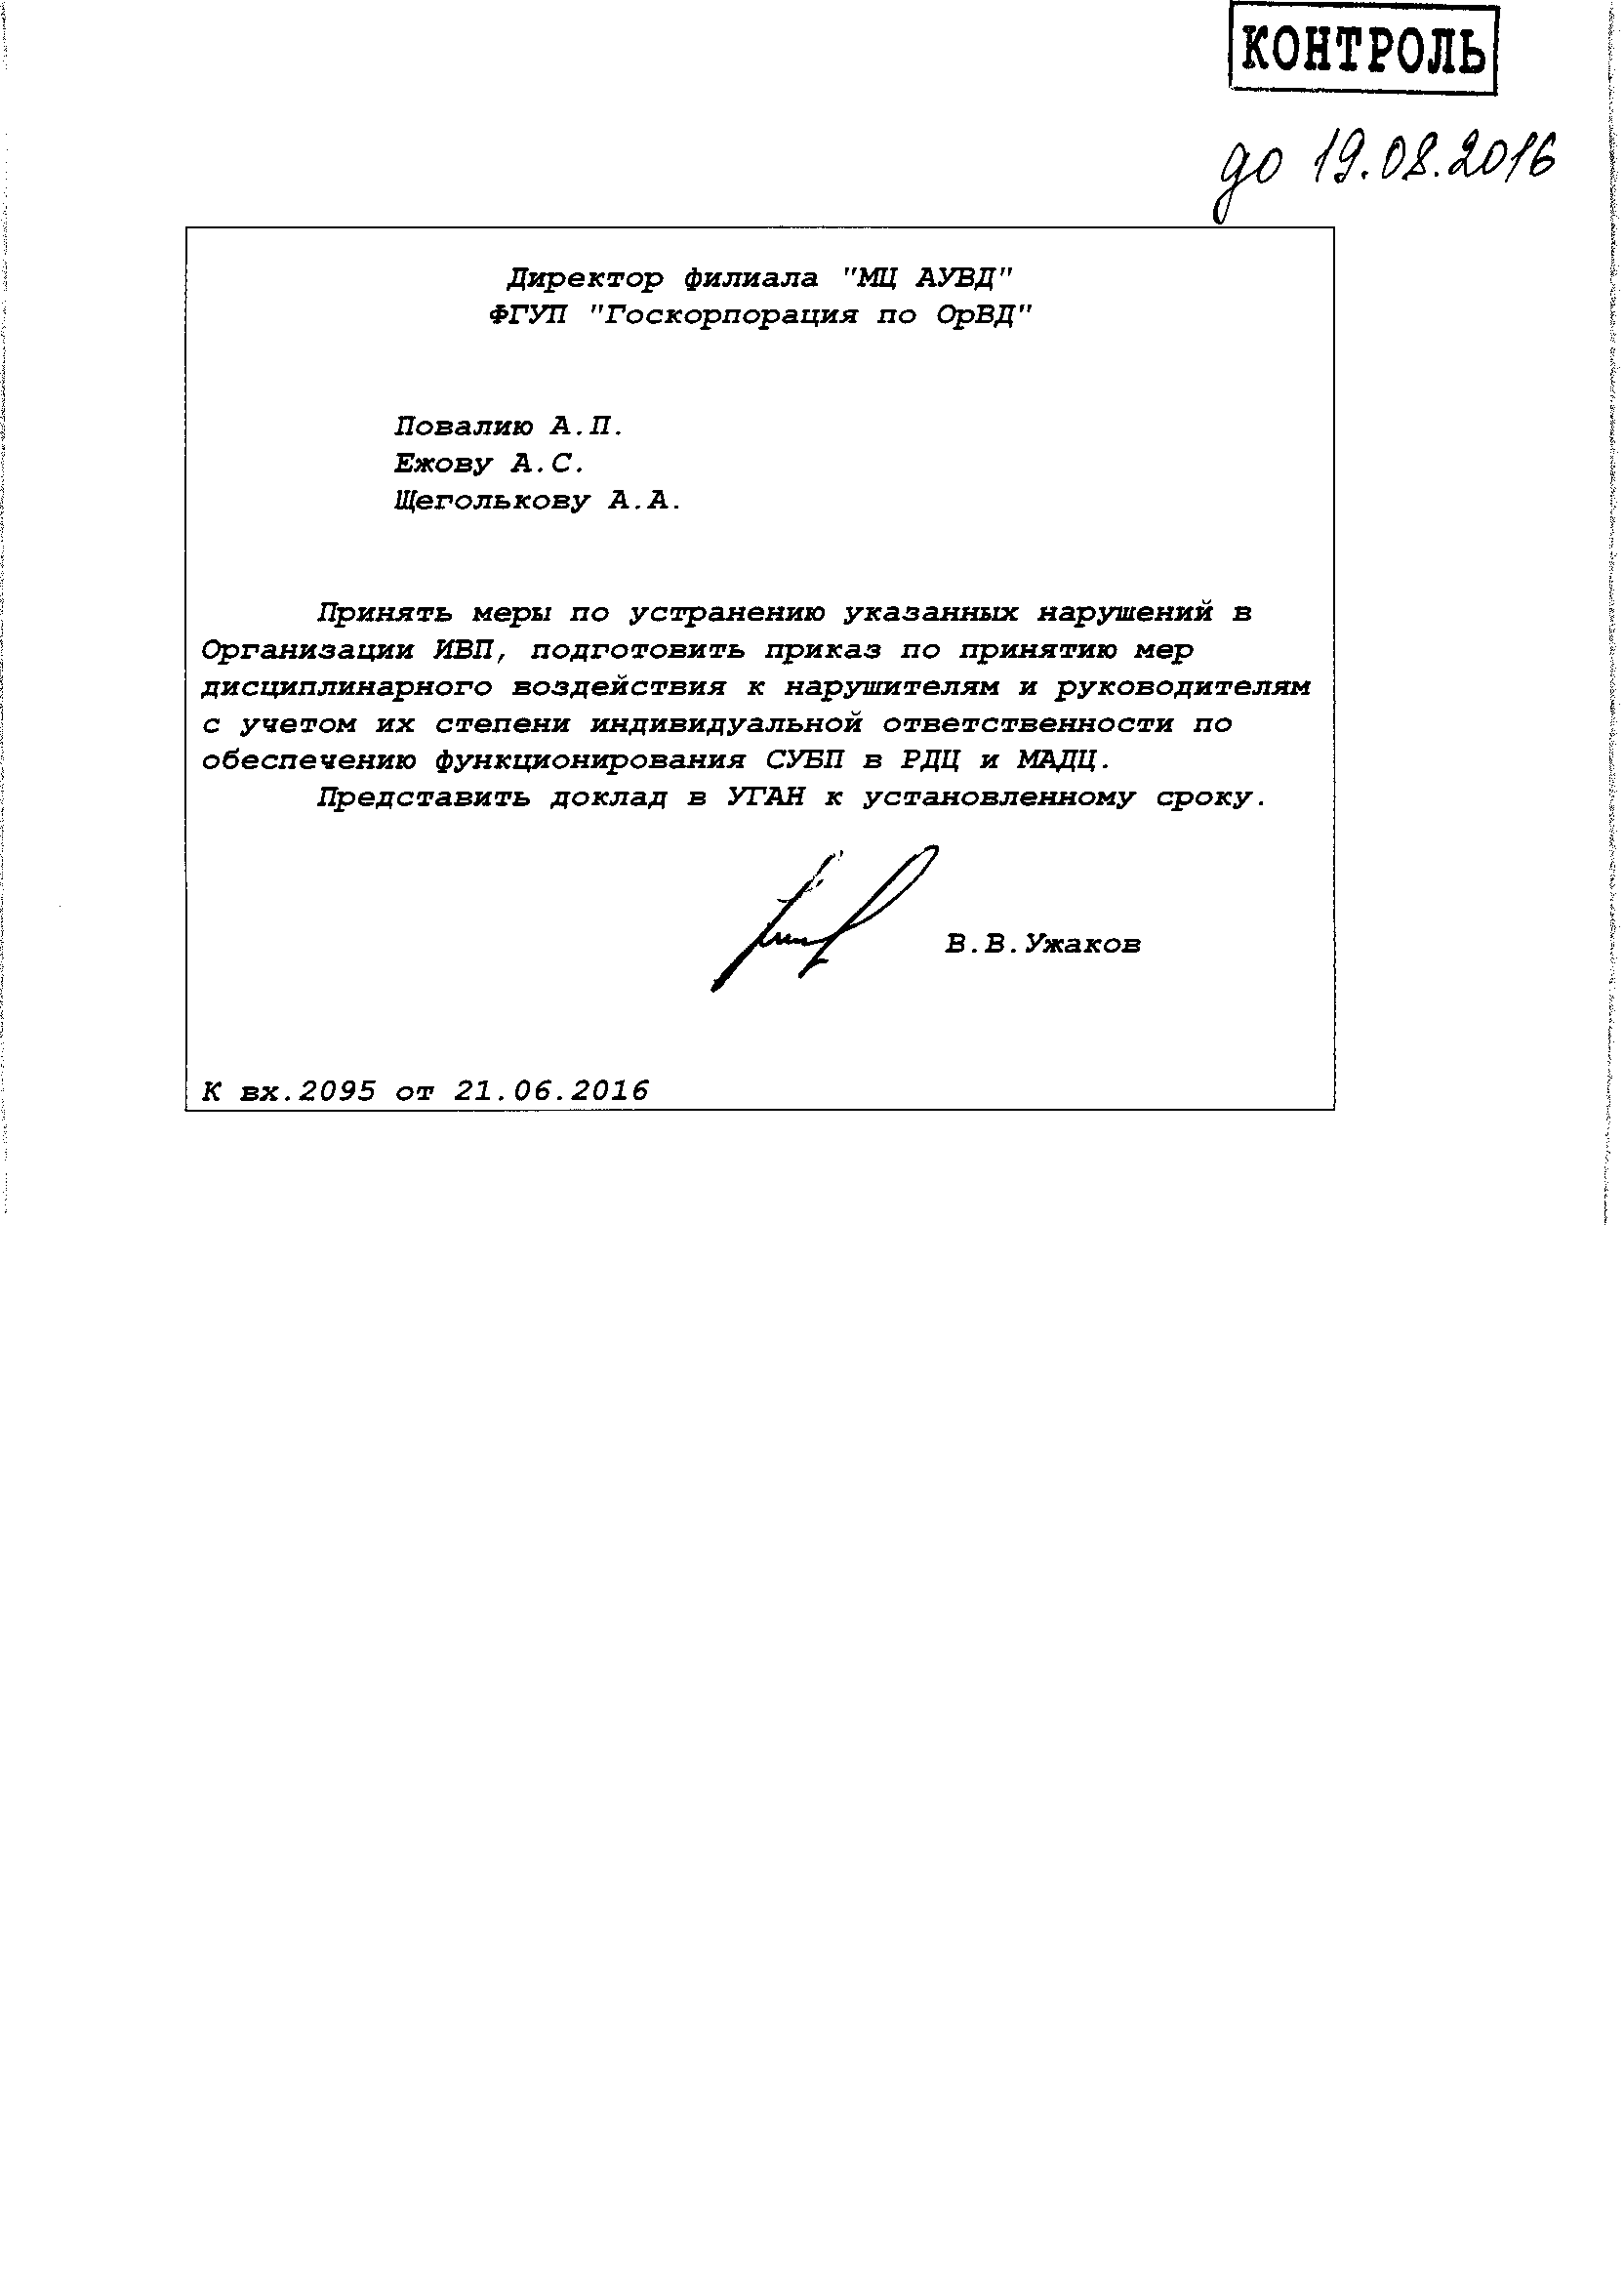 КОНТРОЛЬ
до 19.08.2016
Директор филиала "МЦ АУВД"
ФГУП "Госкорпорация по ОрВД"
Повалию А.П.
Ежову А.С.
Щеголькову А.А.
Принять меры по устранению указанных нарушений в
Организации ИВП, подготовить приказ по принятию мер
дисциплинарного воздействия к нарушителям и руководителям
с учетом их степени индивидуальной ответственности по
обеспечению функционирования СУБП в РДЦ и МАДЦ.
Представить доклад в УГАН к установленному сроку.
В.В.Ужаков
К вх.2095 от 21.06.2016